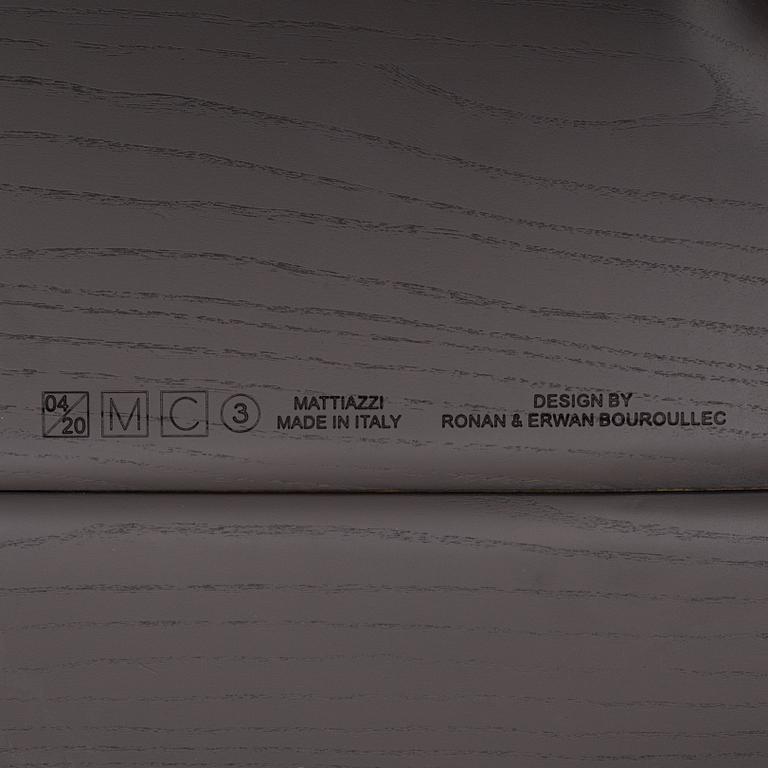 04/20 M C 3
MATTIAZZI
MADE IN ITALY
DESIGN BY
RONAN & ERWAN BOUROULLEC